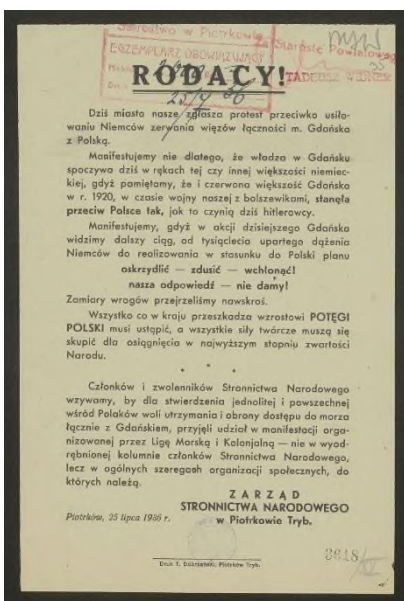 Starostwo w Piotrkowie
EGZEMPLARZ OBOWIĄZKOWY
Za Starostę Powiatowego
TADEUSZ
RODACY!
Dziś miasto nasze zgłasza protest przeciwko usiło-
waniu Niemców zerwania więzów łączności m. Gdańska
z Polską.
Manifestujemy nie dlatego, że władza w Gdańsku
spoczywa dziś w rękach tej czy innej większości niemiec-
kiej, gdyż pamiętamy, że i czerwona większość Gdańska
w r. 1920, w czasie wojny naszej z bolszewikami, stanęła
przeciw Polsce tak, jak to czynią dziś hitlerowcy.
Manifestujemy, gdyż w akcji dzisiejszego Gdańska
widzimy dalszy ciąg, od tysiąclecia upartego dążenia
Niemców do realizowania w stosunku do Polski planu
oskrzydlić — zdusić — wchłonąć!
nasza odpowiedź — nie damy!
Zamiary wrogów przejrzeliśmy nawskroś.
Wszystko co w kraju przeszkadza wzrostowi POTĘGI
POLSKI musi ustąpić, a wszystkie siły twórcze muszą się
skupić dla osiągnięcia w najwyższym stopniu zwartości
Narodu.
* * *
Członków i zwolenników Stronnictwa Narodowego
wzywamy, by dla stwierdzenia jednolitej i powszechnej
wśród Polaków woli utrzymania i obrony dostępu do morza
łącznie z Gdańskiem, przyjęli udział w manifestacji orga-
nizowanej przez Ligę Morską i Kolonjalną — nie w wyod-
rębnionej kolumnie członków Stronnictwa Narodowego,
lecz w ogólnych szeregach organizacji społecznych, do
których należą.
ZARZĄD
STRONNICTWA NARODOWEGO
w Piotrkowie Tryb.
Piotrków, 25 lipca 1936 r.
3618/
Druk T. Dobrzański, Piotrków Tryb.